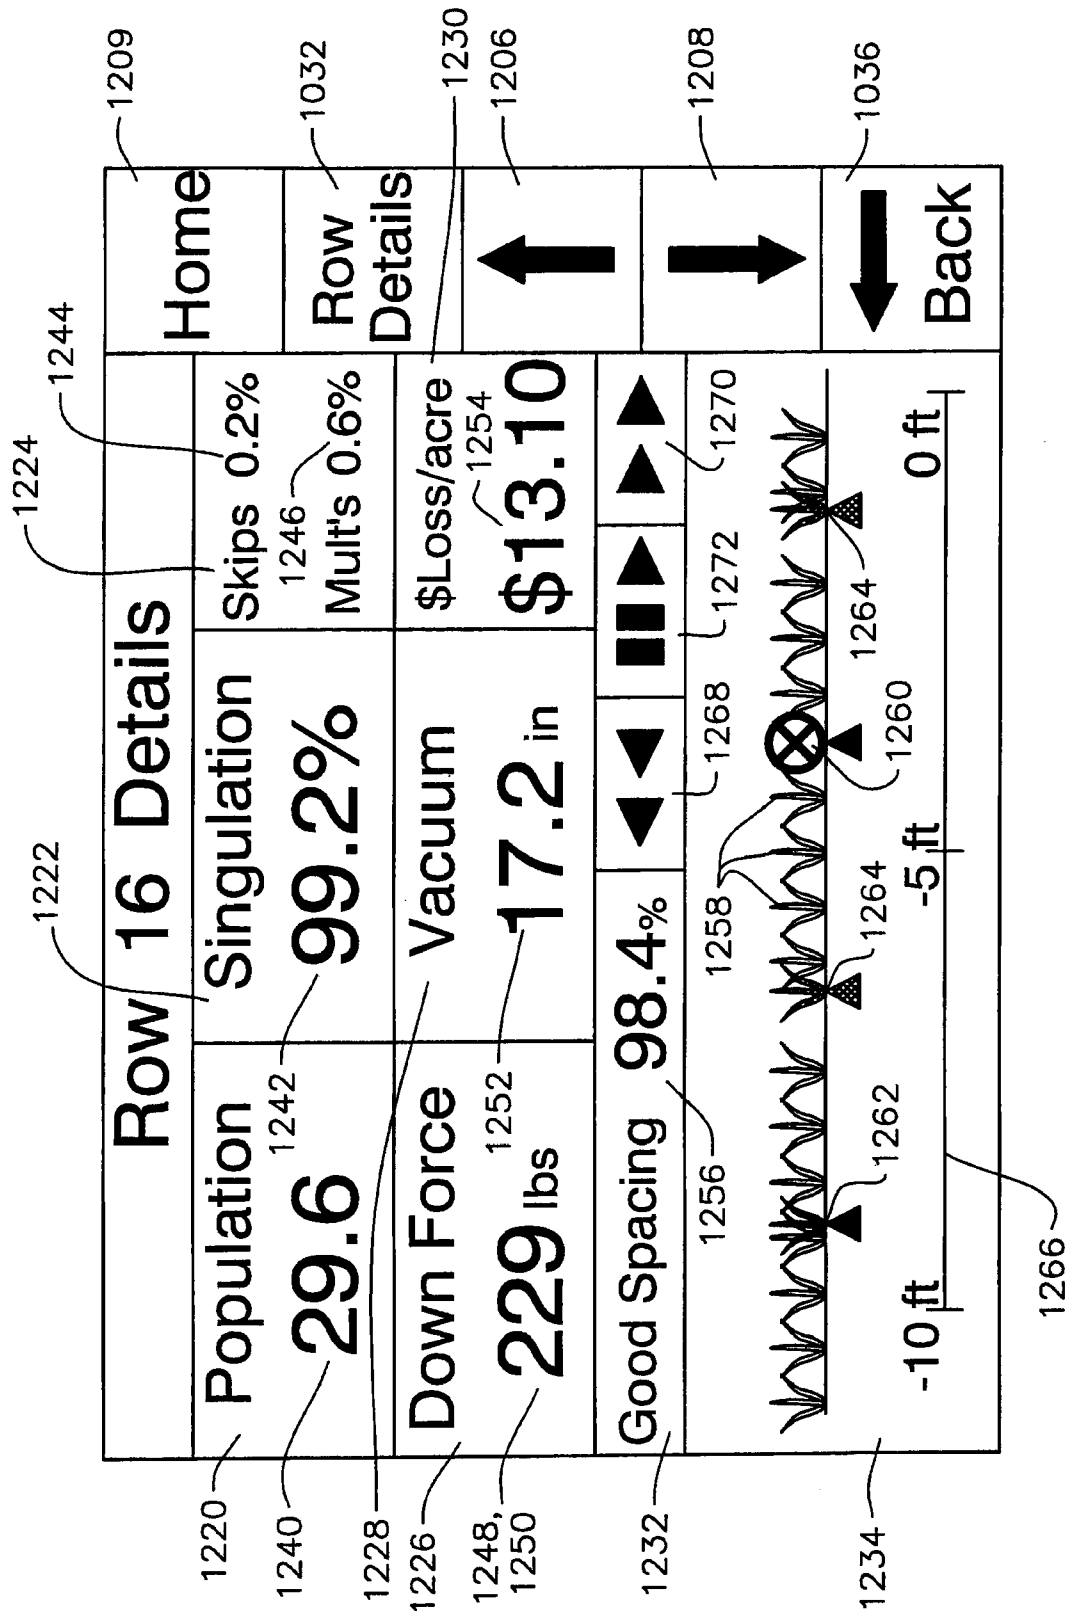 1224
1244
1209
1222
Row 16 Details
Home
1032
Population
Singulation
Skips 0.2%
1246
Mult's 0.6%
Row
Details
1220
29.6
1242
99.2%
1240
1230
Down Force
Vacuum
$Loss/acre
1254
1206
1228
229 lbs
1252
17.2 in
$13.10
1226
1248,
1250
Good Spacing 98.4%
1232
1256
1258
1268
1272
1270
1208
1262
1264
1260
1264
1036
Back
-10 ft
-5 ft
0 ft
1234
1266